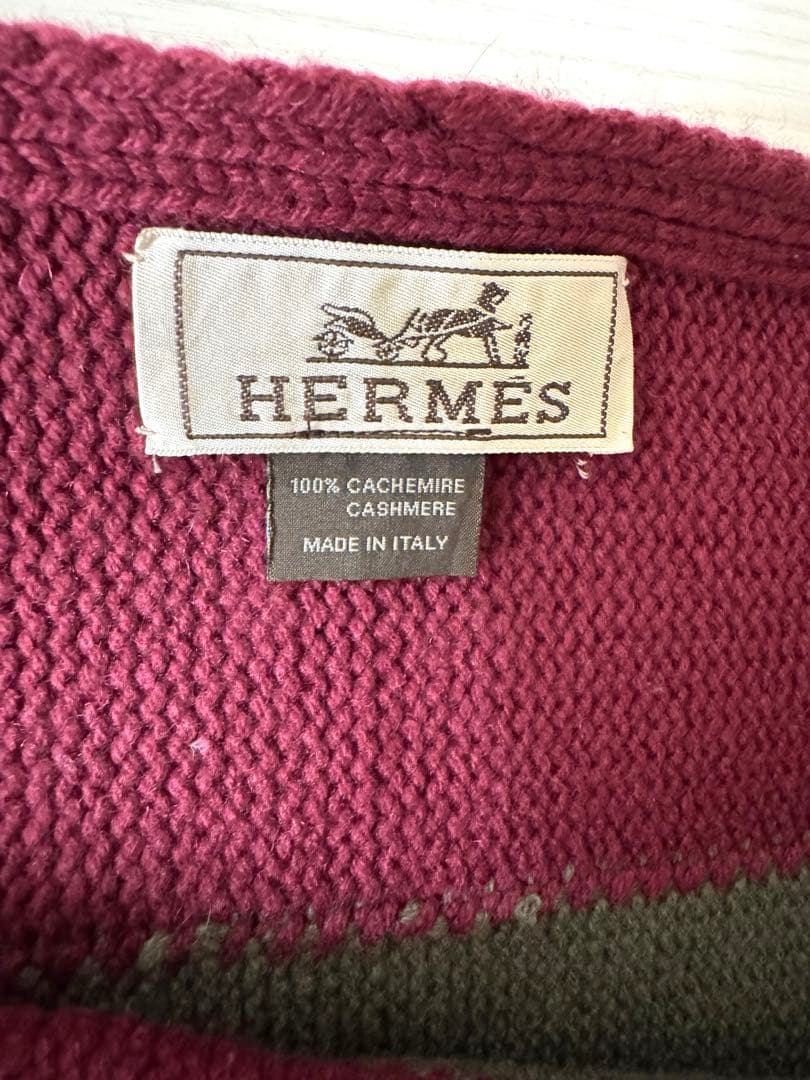 HERMÈS
100% CACHEMIRE
CASHMERE
MADE IN ITALY